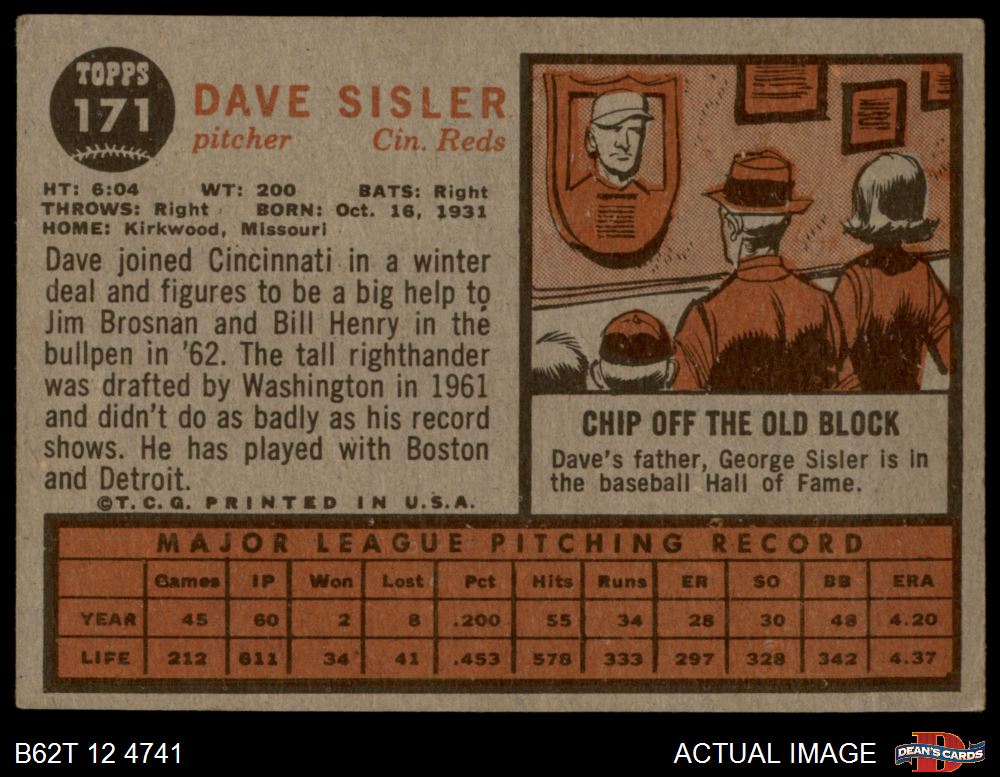 TOPPS
171
DAVE SISLER
pitcher Cin. Reds
HT: 6:04 WT: 200 BATS: Right
THROWS: Right BORN: Oct. 16, 1931
HOME: Kirkwood, Missouri
Dave joined Cincinnati in a winter
deal and figures to be a big help to
Jim Brosnan and Bill Henry in the
bullpen in '62. The tall righthander
was drafted by Washington in 1961
and didn't do as badly as his record
shows. He has played with Boston
and Detroit.
©T.C.G. PRINTED IN U.S.A.
CHIP OFF THE OLD BLOCK
Dave's father, George Sisler is in
the baseball Hall of Fame.
MAJOR LEAGUE PITCHING RECORD
Games IP Won Lost Pct Hits Runs ER SO BB ERA
YEAR 45 60 2 8 .200 55 34 28 30 48 4.20
LIFE 212 611 34 41 .453 578 333 297 328 342 4.37
B62T 12 4741
ACTUAL IMAGE
D
DEAN'S CARDS